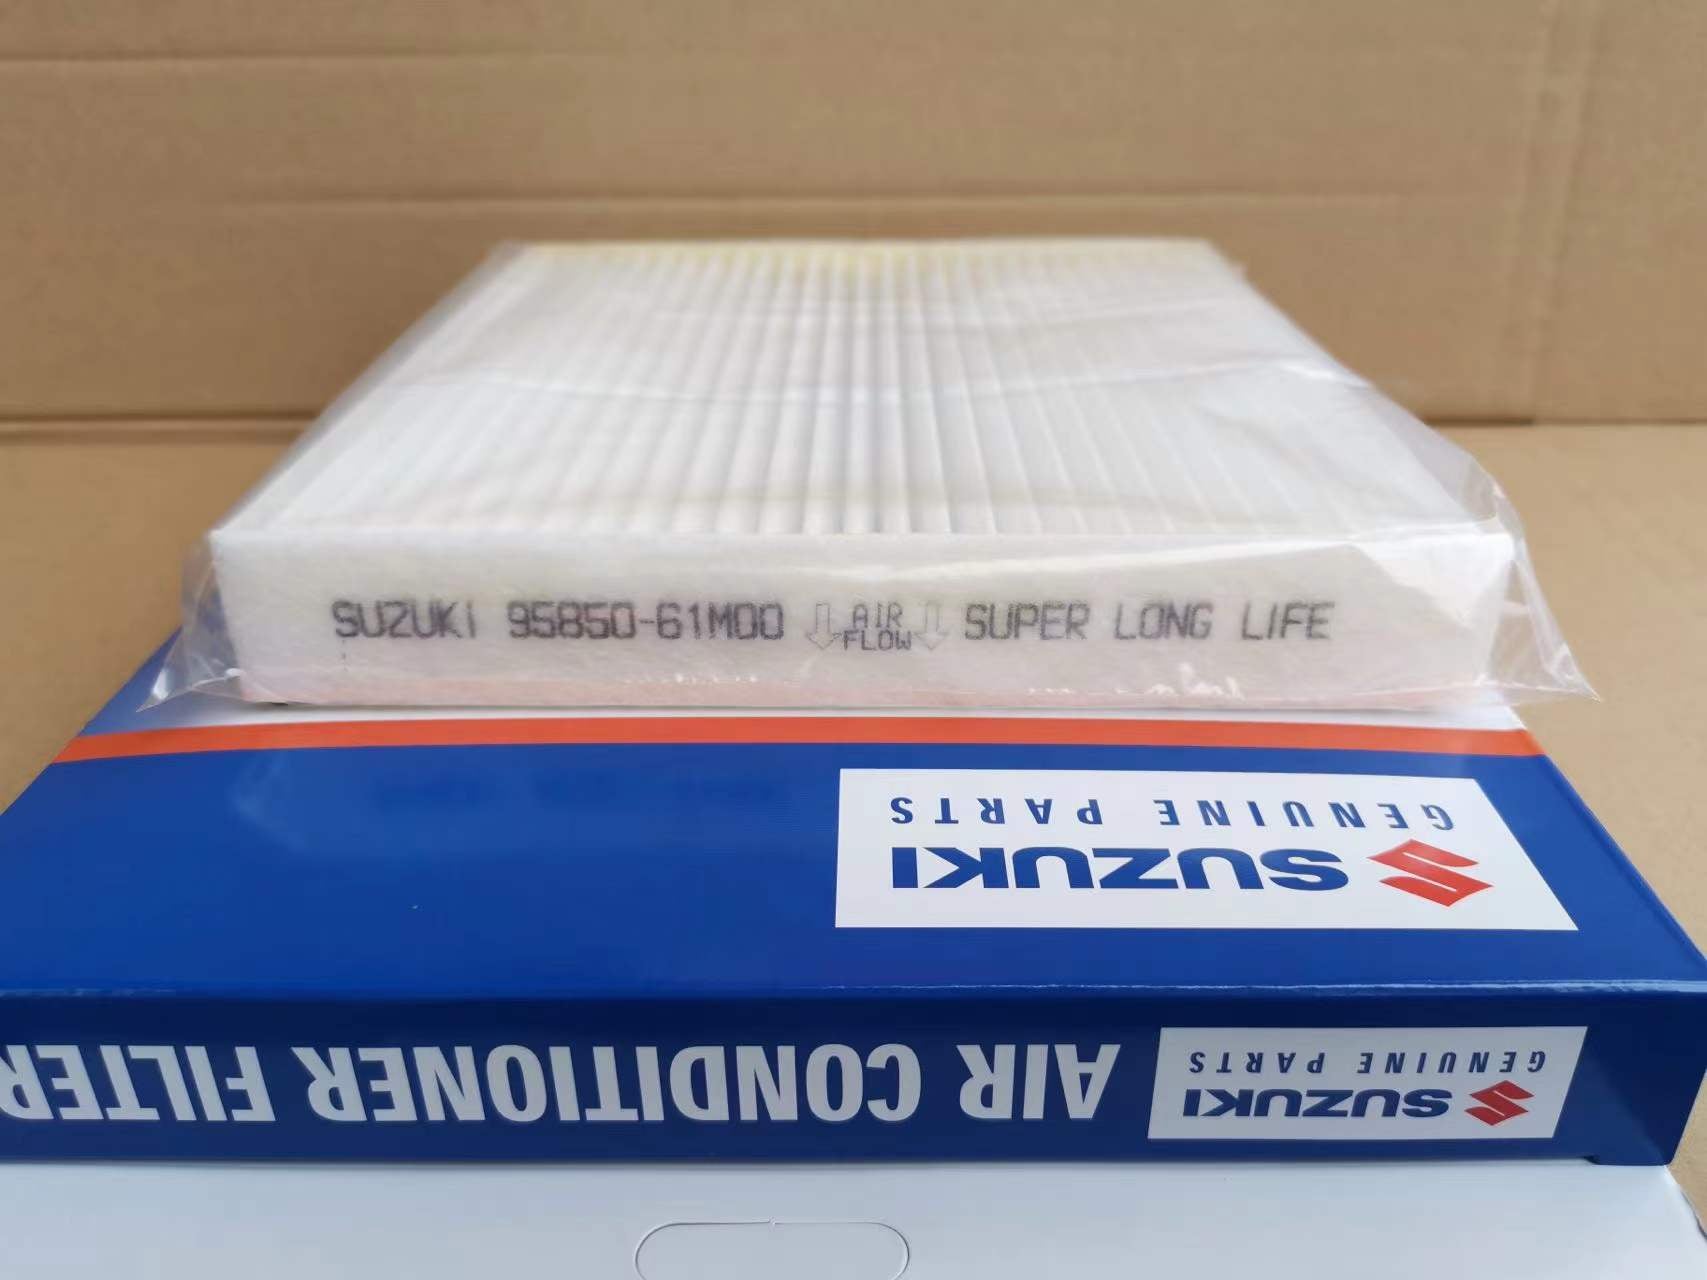 SUZUKI 95850-61M00 AIR FLOW SUPER LONG LIFE
SUZUKI
GENUINE PARTS
SUZUKI
GENUINE PARTS
AIR CONDITIONER FILTER